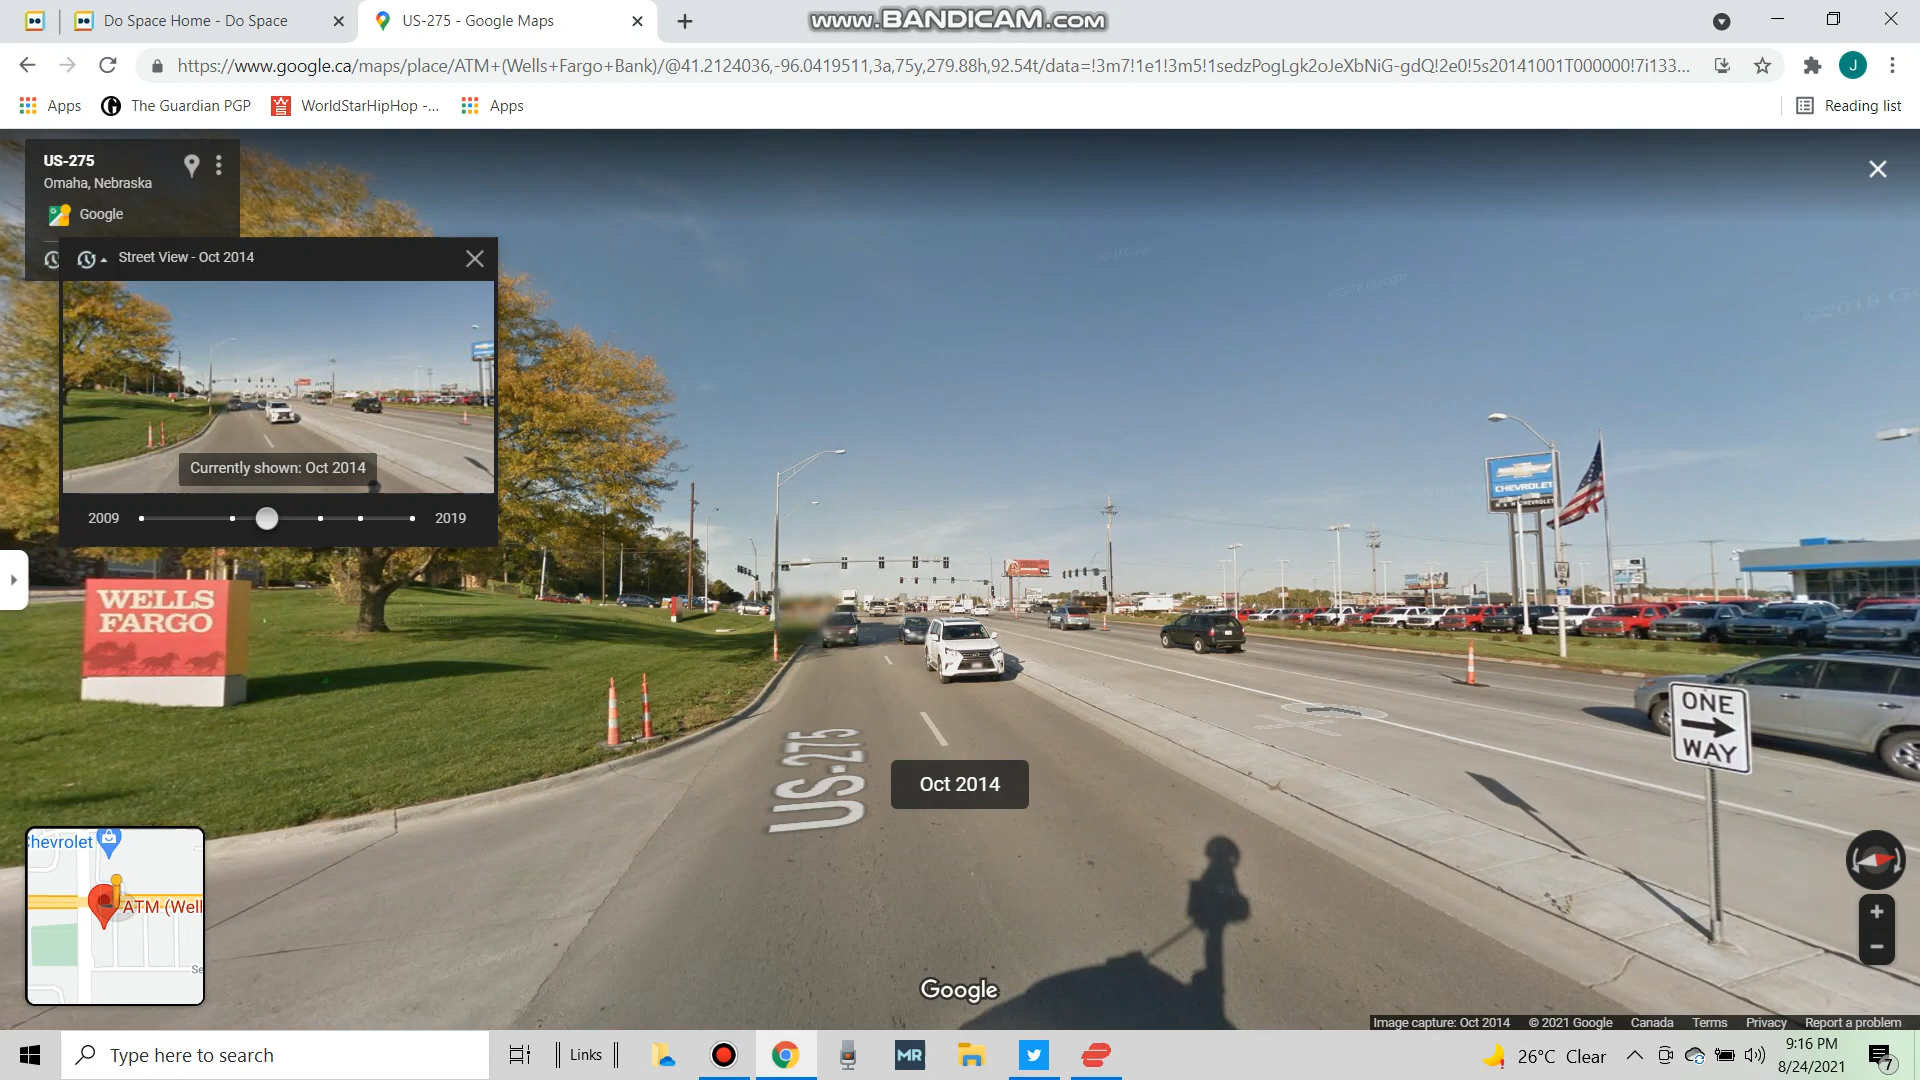 www.BANDICAM.com
Do Space Home - Do Space
US-275 - Google Maps
https://www.google.ca/maps/place/ATM+(Wells+Fargo+Bank)/@41.2124036,-96.0419511,3a,75y,279.88h,92.54t/data=!3m7!1e1!3m5!1sedzPogLgk2oJeXbNiG-gdQ!2e0!5s20141001T000000!7i133...
J
Apps
The Guardian PGP
WorldStarHipHop -...
Apps
Reading list
US-275
Omaha, Nebraska
Google
Street View - Oct 2014
Currently shown: Oct 2014
2009
2019
CHEVROLET
WELLS
FARGO
ONE
WAY
US-275
Oct 2014
Chevrolet
ATM (Well
Se
Google
Image capture: Oct 2014 © 2021 Google Canada Terms Privacy Report a problem
Type here to search
Links
MR
26°C Clear
9:16 PM
8/24/2021
7